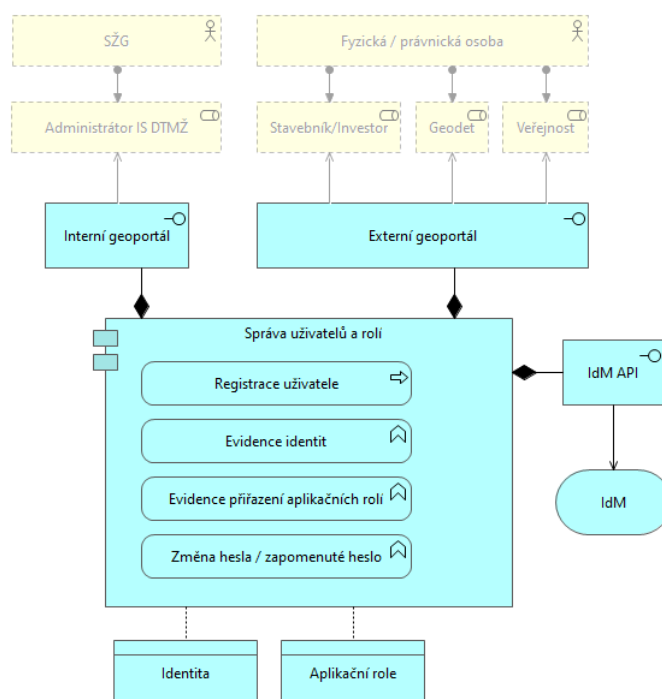 SŽG
Fyzická / právnická osoba
Administrátor IS DTMŽ
Stavebník/Investor
Geodet
Veřejnost
Interní geoportál
Externí geoportál
Správa uživatelů a rolí
Registrace uživatele
IdM API
Evidence identit
Evidence přiřazení aplikačních rolí
IdM
Změna hesla / zapomenuté heslo
Identita
Aplikační role